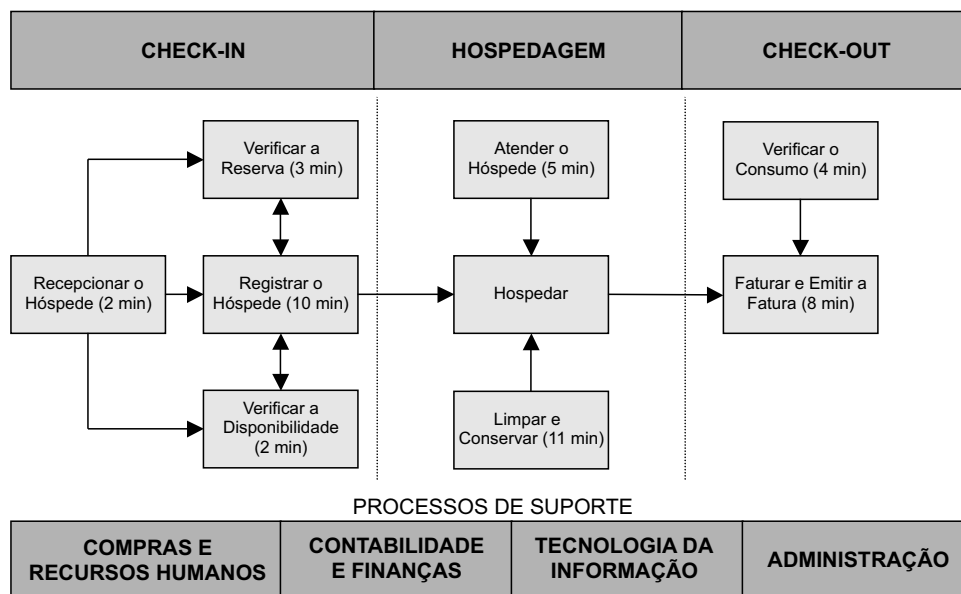 CHECK-IN
HOSPEDAGEM
CHECK-OUT
Verificar a
Reserva (3 min)
Atender o
Hóspede (5 min)
Verificar o
Consumo (4 min)
Recepcionar o
Hóspede (2 min)
Registrar o
Hóspede (10 min)
Hospedar
Faturar e Emitir a
Fatura (8 min)
Verificar a
Disponibilidade
(2 min)
Limpar e
Conservar (11 min)
PROCESSOS DE SUPORTE
COMPRAS E
RECURSOS HUMANOS
CONTABILIDADE
E FINANÇAS
TECNOLOGIA DA
INFORMAÇÃO
ADMINISTRAÇÃO